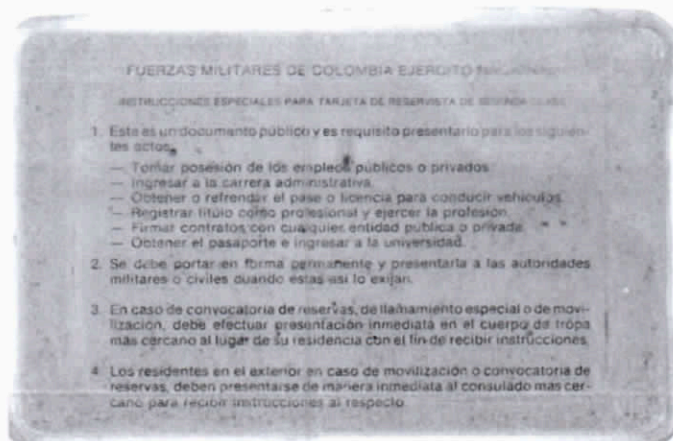 FUERZAS MILITARES DE COLOMBIA EJERCITO
INSTRUCCIONES ESPECIALES PARA TARJETA DE RESERVISTA DE SEGUNDA CLASE
1. Este es un documento público y es requisito presentarlo para los siguien-
tes actos.
— Tomar posesión de los empleos públicos o privados.
— Ingresar a la carrera administrativa.
— Obtener o refrendar el pase o licencia para conducir vehículos.
— Registrar título como profesional y ejercer la profesión.
— Firmar contratos con cualquier entidad pública o privada.
— Obtener el pasaporte e ingresar a la universidad.
2. Se debe portar en forma permanente y presentarla a las autoridades
militares o civiles cuando estas así lo exijan.
3. En caso de convocatoria de reservas, de llamamiento especial o de movi-
lización, debe efectuar presentación inmediata en el cuerpo de tropa
más cercano al lugar de su residencia con el fin de recibir instrucciones.
4. Los residentes en el exterior en caso de movilización o convocatoria de
reservas, deben presentarse de manera inmediata al consulado más cer-
cano para recibir instrucciones al respecto.